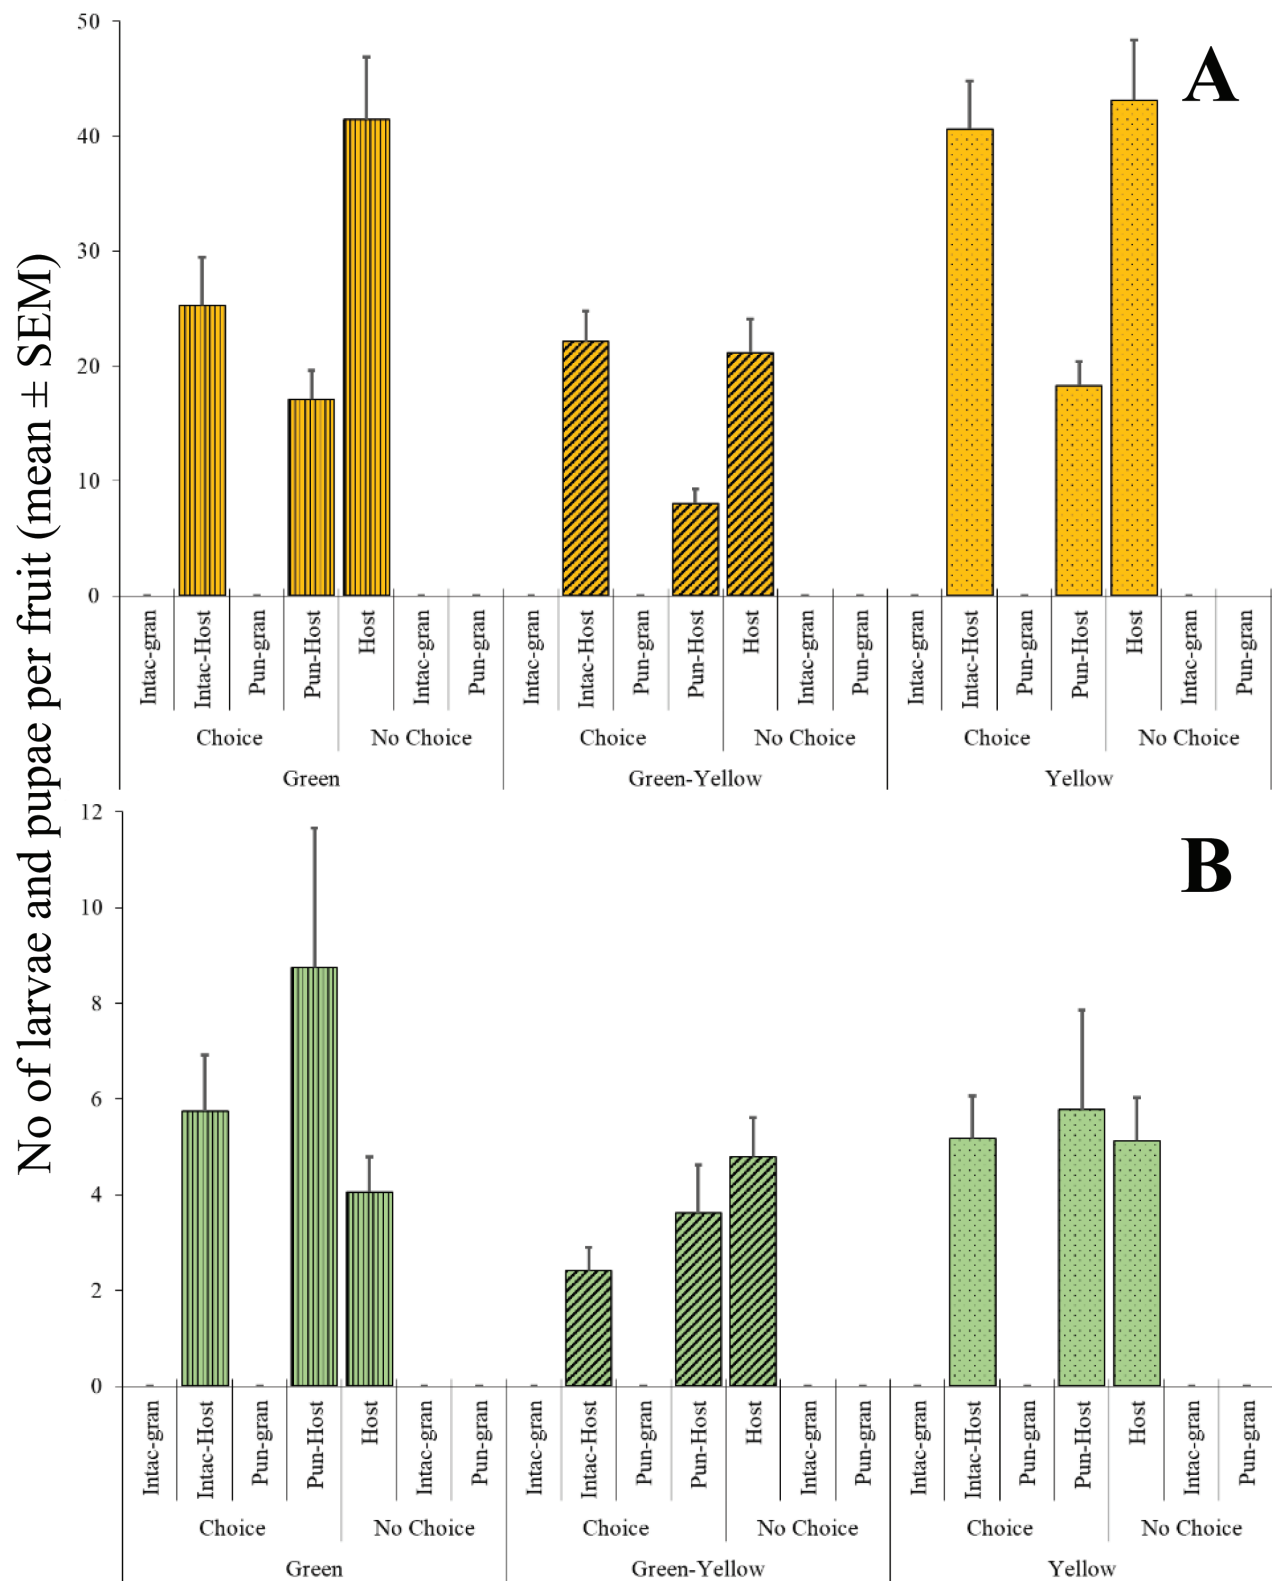 No of larvae and pupae per fruit (mean ± SEM)
A
50
40
30
20
10
0
Intac-gran
Intac-Host
Pun-gran
Pun-Host
Host
Intac-gran
Pun-gran
Intac-gran
Intac-Host
Pun-gran
Pun-Host
Host
Intac-gran
Pun-gran
Intac-gran
Intac-Host
Pun-gran
Pun-Host
Host
Intac-gran
Pun-gran
Choice No Choice Choice No Choice Choice No Choice
Green Green-Yellow Yellow
B
12
10
8
6
4
2
0
Intac-gran
Intac-Host
Pun-gran
Pun-Host
Host
Intac-gran
Pun-gran
Intac-gran
Intac-Host
Pun-gran
Pun-Host
Host
Intac-gran
Pun-gran
Intac-gran
Intac-Host
Pun-gran
Pun-Host
Host
Intac-gran
Pun-gran
Choice No Choice Choice No Choice Choice No Choice
Green Green-Yellow Yellow